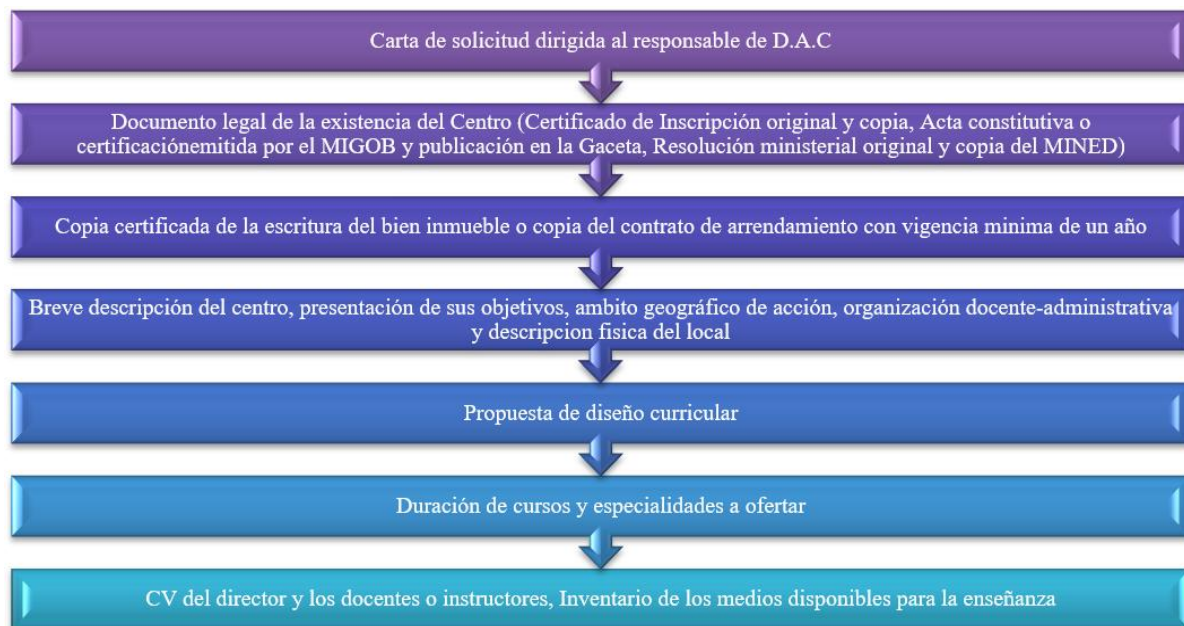 Carta de solicitud dirigida al responsable de D.A.C
Documento legal de la existencia del Centro (Certificado de Inscripción original y copia, Acta constitutiva o
certificaciónemitida por el MIGOB y publicación en la Gaceta, Resolución ministerial original y copia del MINED)
Copia certificada de la escritura del bien inmueble o copia del contrato de arrendamiento con vigencia minima de un año
Breve descripción del centro, presentación de sus objetivos, ambito geográfico de acción, organización docente-administrativa
y descripcion fisica del local
Propuesta de diseño curricular
Duración de cursos y especialidades a ofertar
CV del director y los docentes o instructores, Inventario de los medios disponibles para la enseñanza